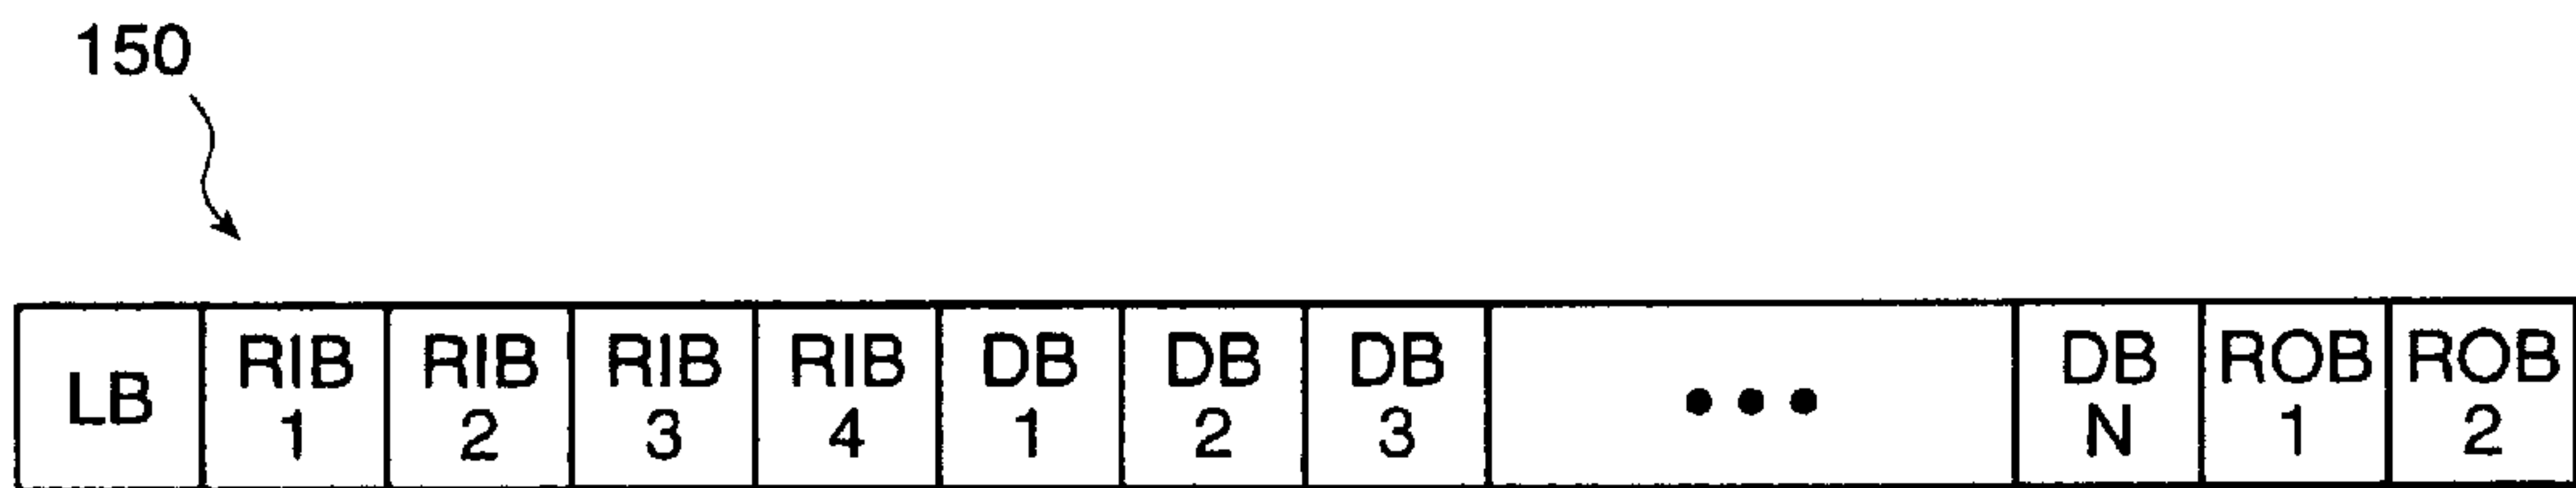 150
LB RIB 1 RIB 2 RIB 3 RIB 4 DB 1 DB 2 DB 3 ••• DB N ROB 1 ROB 2